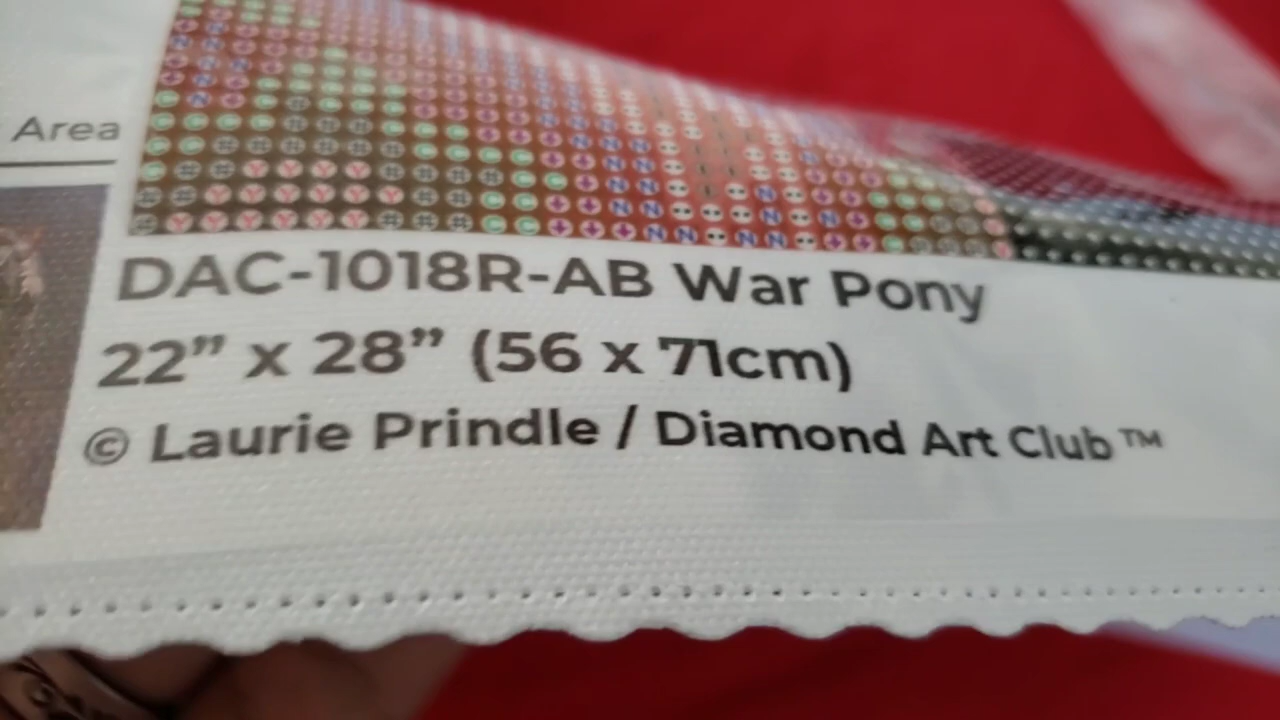 Area
DAC-1018R-AB War Pony
22” x 28” (56 x 71cm)
© Laurie Prindle / Diamond Art Club™